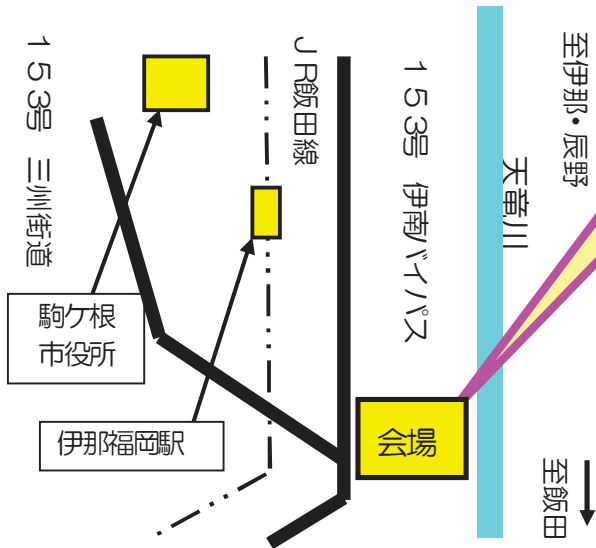 153号 三州街道
JR飯田線
153号 伊南バイパス
天竜川
至伊那・辰野
駒ケ根
市役所
伊那福岡駅
会場
至飯田